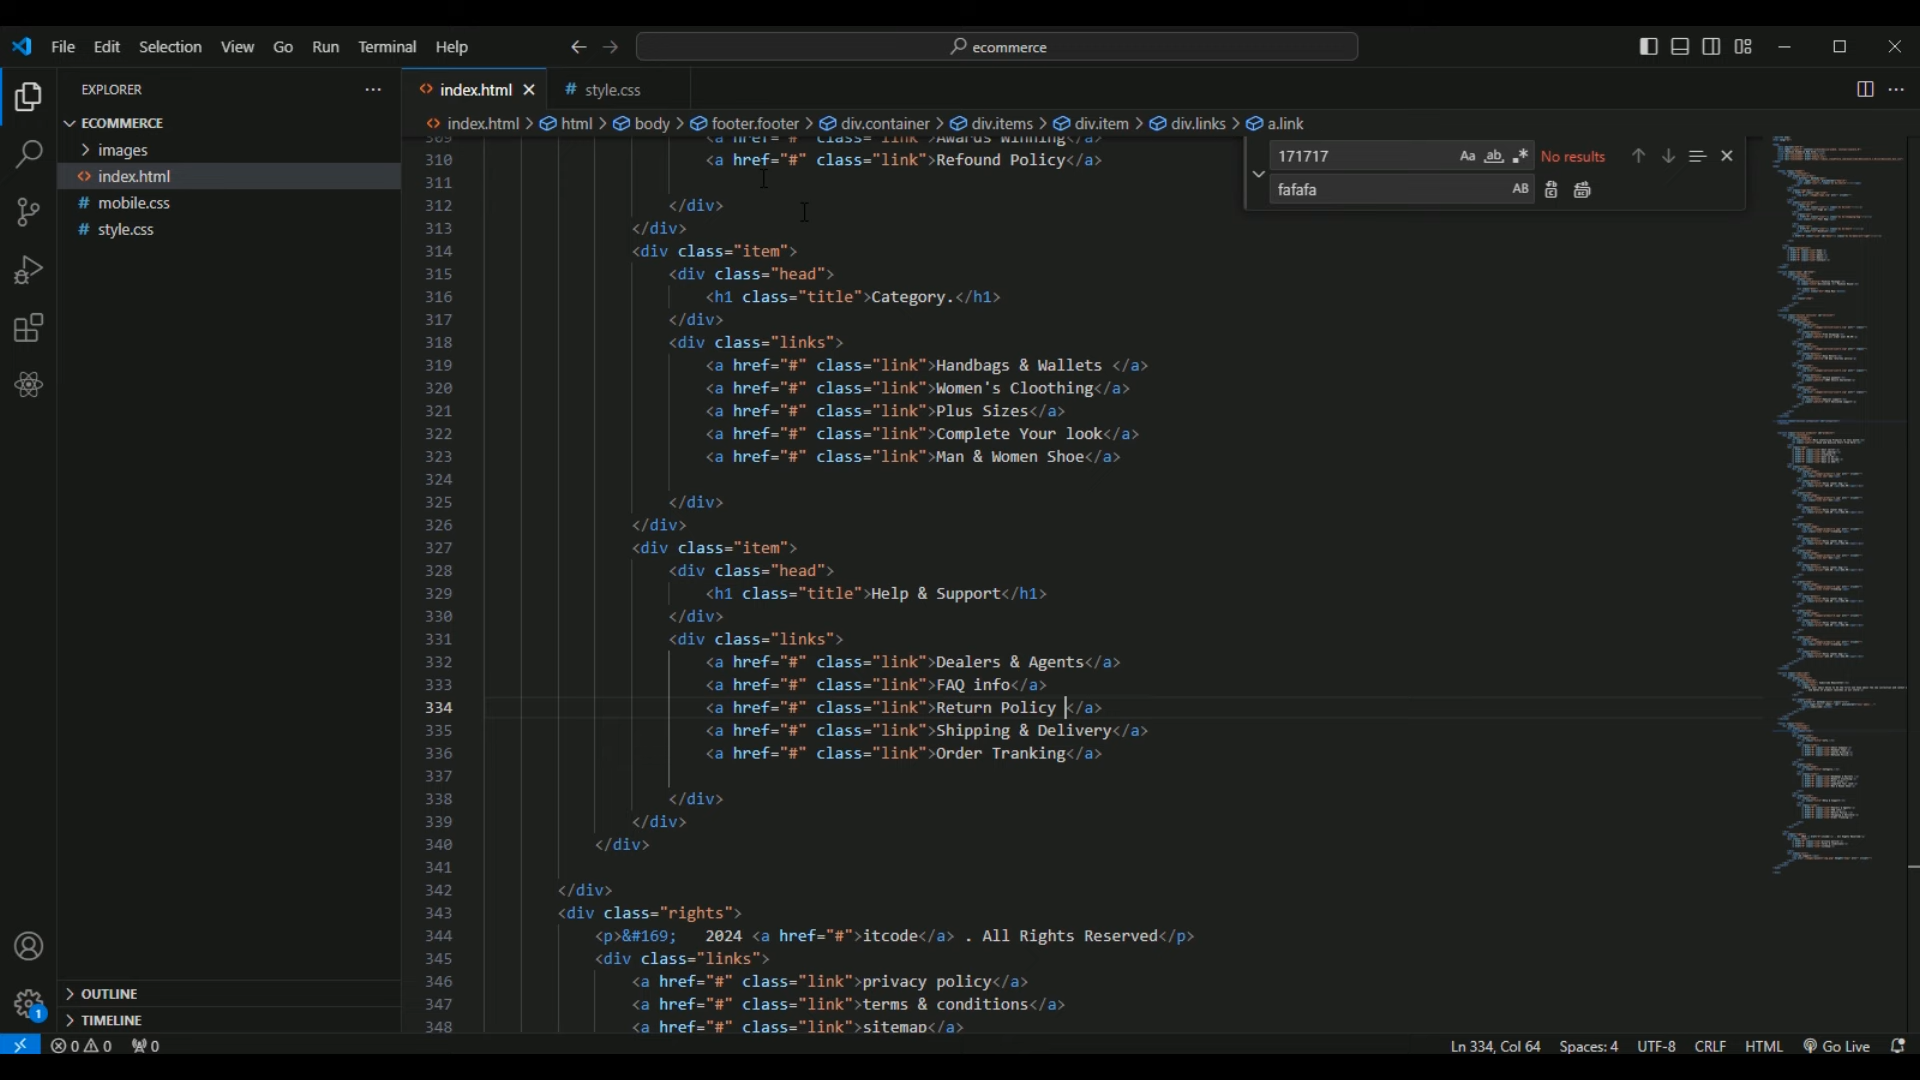 File Edit Selection View Go Run Terminal Help ecommerce
EXPLORER
ECOMMERCE
images
index.html
mobile.css
style.css
OUTLINE
TIMELINE
index.html style.css
index.html > html > body > footer.footer > div.container > div.items > div.item > div.links > a.link
171717 Aa ab No results
fafafa AB
309 <a href="#" class="link">Awards Winning</a>
310 <a href="#" class="link">Refound Policy</a>
311
312 </div>
313 </div>
314 <div class="item">
315 <div class="head">
316 <h1 class="title">Category.</h1>
317 </div>
318 <div class="links">
319 <a href="#" class="link">Handbags & Wallets </a>
320 <a href="#" class="link">Women's Cloothing</a>
321 <a href="#" class="link">Plus Sizes</a>
322 <a href="#" class="link">Complete Your look</a>
323 <a href="#" class="link">Man & Women Shoe</a>
324
325 </div>
326 </div>
327 <div class="item">
328 <div class="head">
329 <h1 class="title">Help & Support</h1>
330 </div>
331 <div class="links">
332 <a href="#" class="link">Dealers & Agents</a>
333 <a href="#" class="link">FAQ info</a>
334 <a href="#" class="link">Return Policy </a>
335 <a href="#" class="link">Shipping & Delivery</a>
336 <a href="#" class="link">Order Tranking</a>
337
338 </div>
339 </div>
340 </div>
341
342 </div>
343 <div class="rights">
344 <p>&#169; 2024 <a href="#">itcode</a> . All Rights Reserved</p>
345 <div class="links">
346 <a href="#" class="link">privacy policy</a>
347 <a href="#" class="link">terms & conditions</a>
348 <a href="#" class="link">sitemap</a>
1
0 0 0 Ln 334, Col 64 Spaces: 4 UTF-8 CRLF HTML Go Live